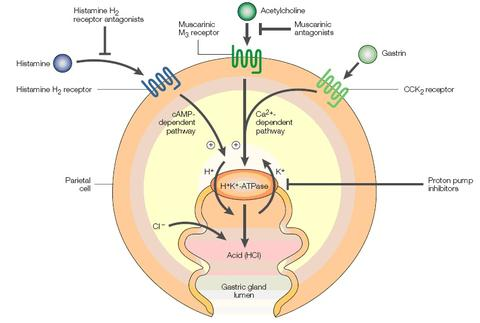 Histamine H2
receptor antagonists
Acetylcholine
Muscarinic
M3 receptor
Muscarinic
antagonists
Histamine
Gastrin
Histamine H2 receptor
CCK2 receptor
cAMP-
dependent
pathway
Ca2+-
dependent
pathway
+
+
H+
K+
Parietal
cell
H+K+-ATPase
Proton pump
inhibitors
Cl−
Acid (HCl)
Gastric gland
lumen